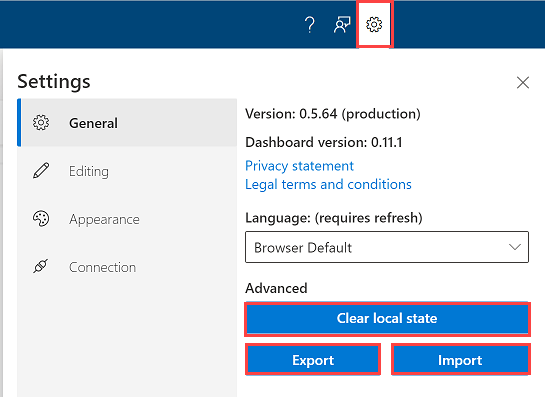 ?
Settings
General
Editing
Appearance
Connection
Version: 0.5.64 (production)
Dashboard version: 0.11.1
Privacy statement
Legal terms and conditions
Language: (requires refresh)
Browser Default
Advanced
Clear local state
Export
Import